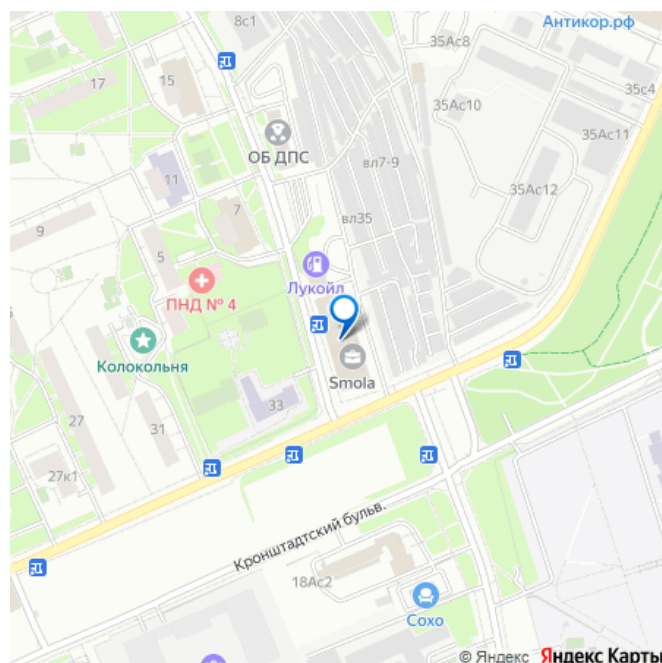 Антикор.рф
8с1
35Ас8
17
15
35с4
35Ас10
ОБ ДПС
35Ас11
вл7-9
11
35Ас12
7
вл35
9
5
ПНД № 4
Лукойл
Колокольня
Smola
33
27
31
27к1
Кронштадтский бульв.
18Ас2
Сохо
© Яндекс Яндекс Карты